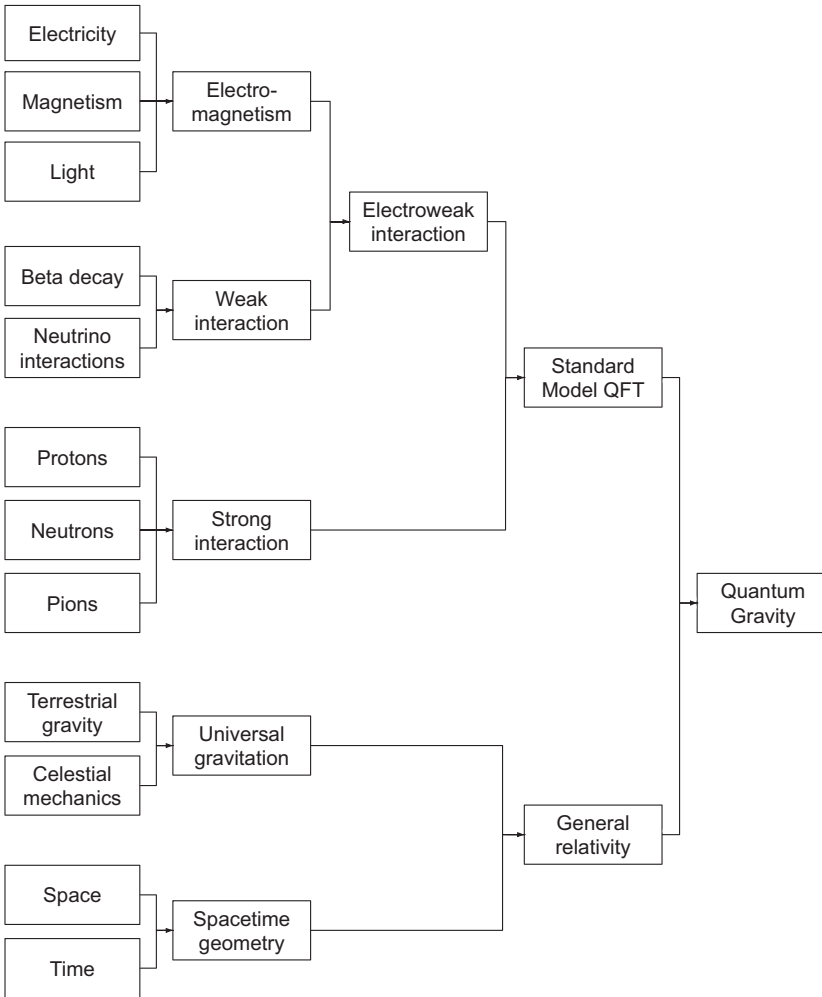 Electricity
Magnetism
Light
Electro-
magnetism
Beta decay
Neutrino
interactions
Weak
interaction
Electroweak
interaction
Protons
Neutrons
Pions
Strong
interaction
Standard
Model QFT
Terrestrial
gravity
Celestial
mechanics
Universal
gravitation
Space
Time
Spacetime
geometry
General
relativity
Quantum
Gravity